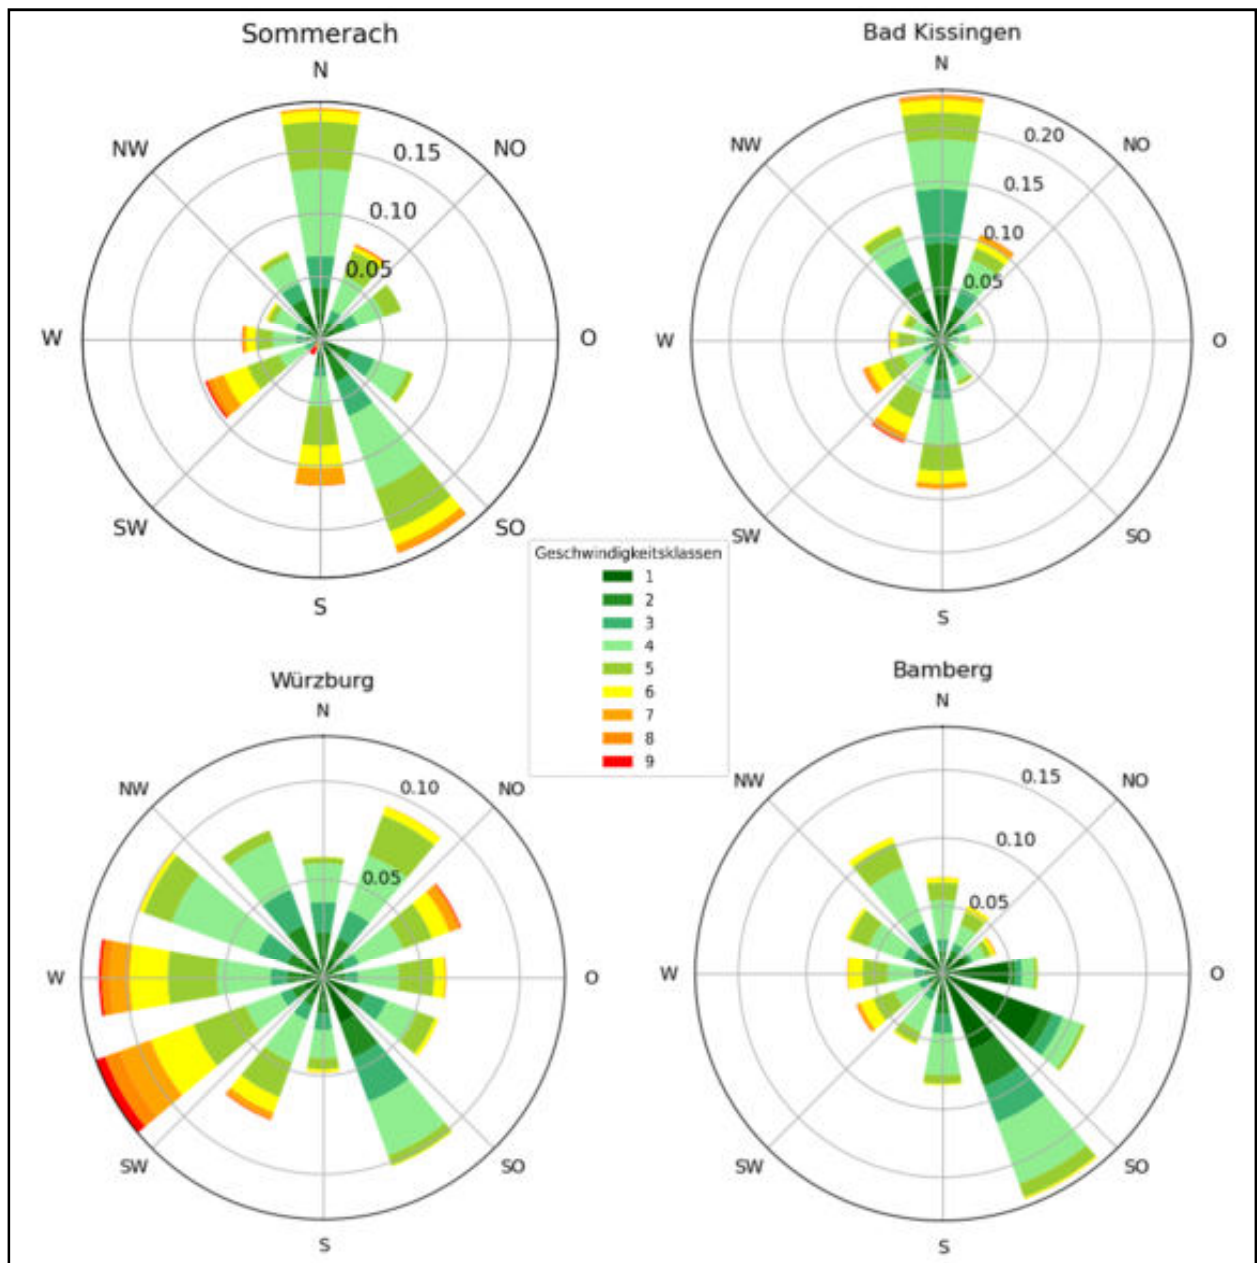 Sommerach
N
NW
NO
0.15
0.10
0.05
W
O
SW
SO
S
Bad Kissingen
N
NW
NO
0.20
0.15
0.10
0.05
W
O
SW
SO
S
Geschwindigkeitsklassen
1
2
3
4
5
6
7
8
9
Würzburg
N
NW
NO
0.10
0.05
W
O
SW
SO
S
Bamberg
N
NW
NO
0.15
0.10
0.05
W
O
SW
SO
S